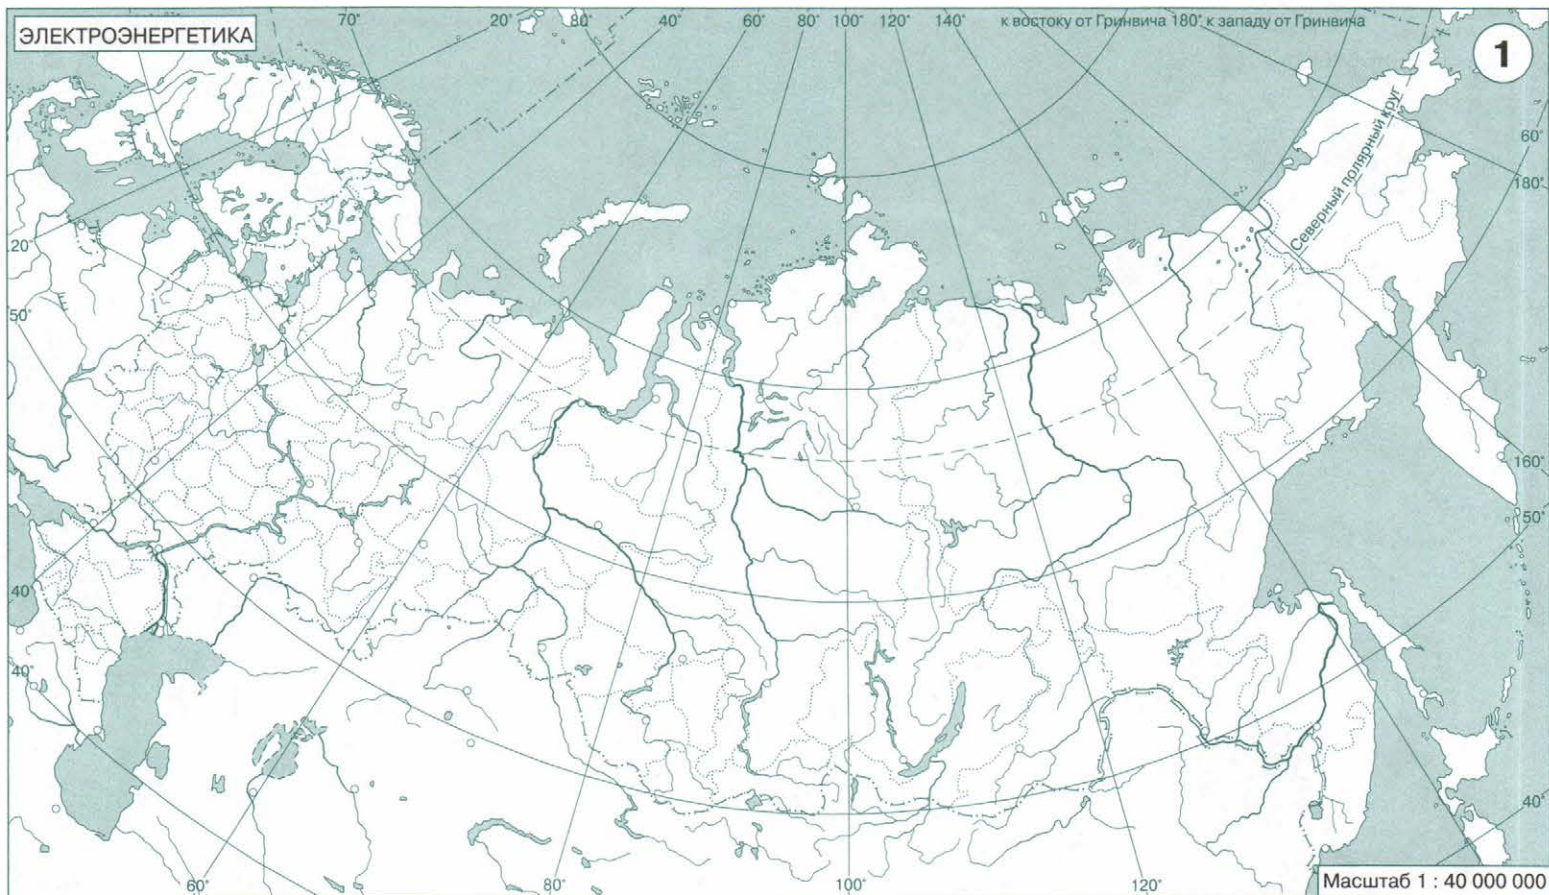 70° 20° 80° 40° 60° 80° 100° 120° 140° к востоку от Гринвича 180° к западу от Гринвича
ЭЛЕКТРОЭНЕРГЕТИКА
1
Северный полярный круг
60°
180°
20°
50°
160°
50°
40
40°
40°
60° 80° 100° 120°
Масштаб 1 : 40 000 000